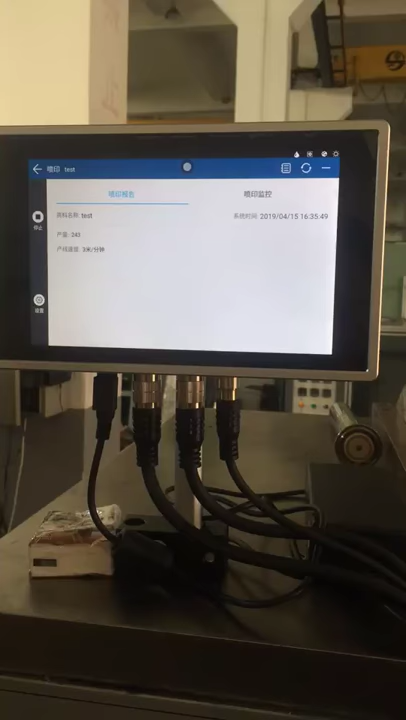 喷印 test
喷印报告 喷印监控
资料名称: test 系统时间: 2019/04/15 16:35:49
停止
产量: 243
产线速度: 3米/分钟
设置